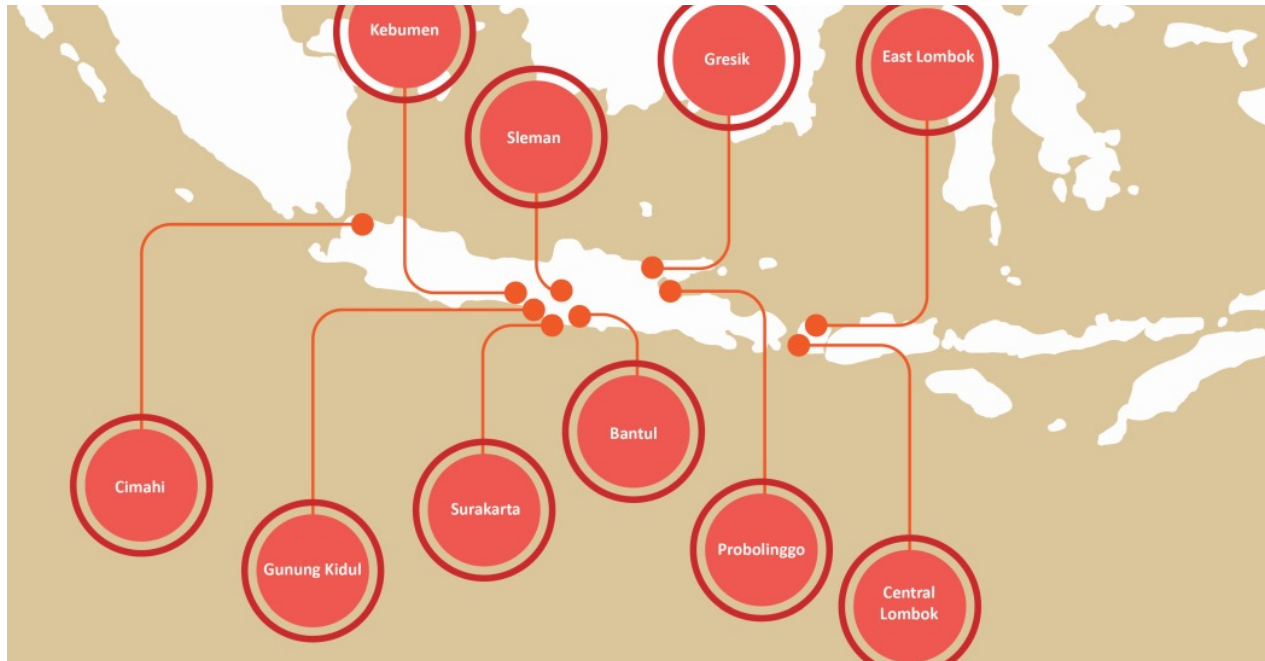 Kebumen
Gresik
East Lombok
Sleman
Bantul
Cimahi
Surakarta
Probolinggo
Gunung Kidul
Central
Lombok